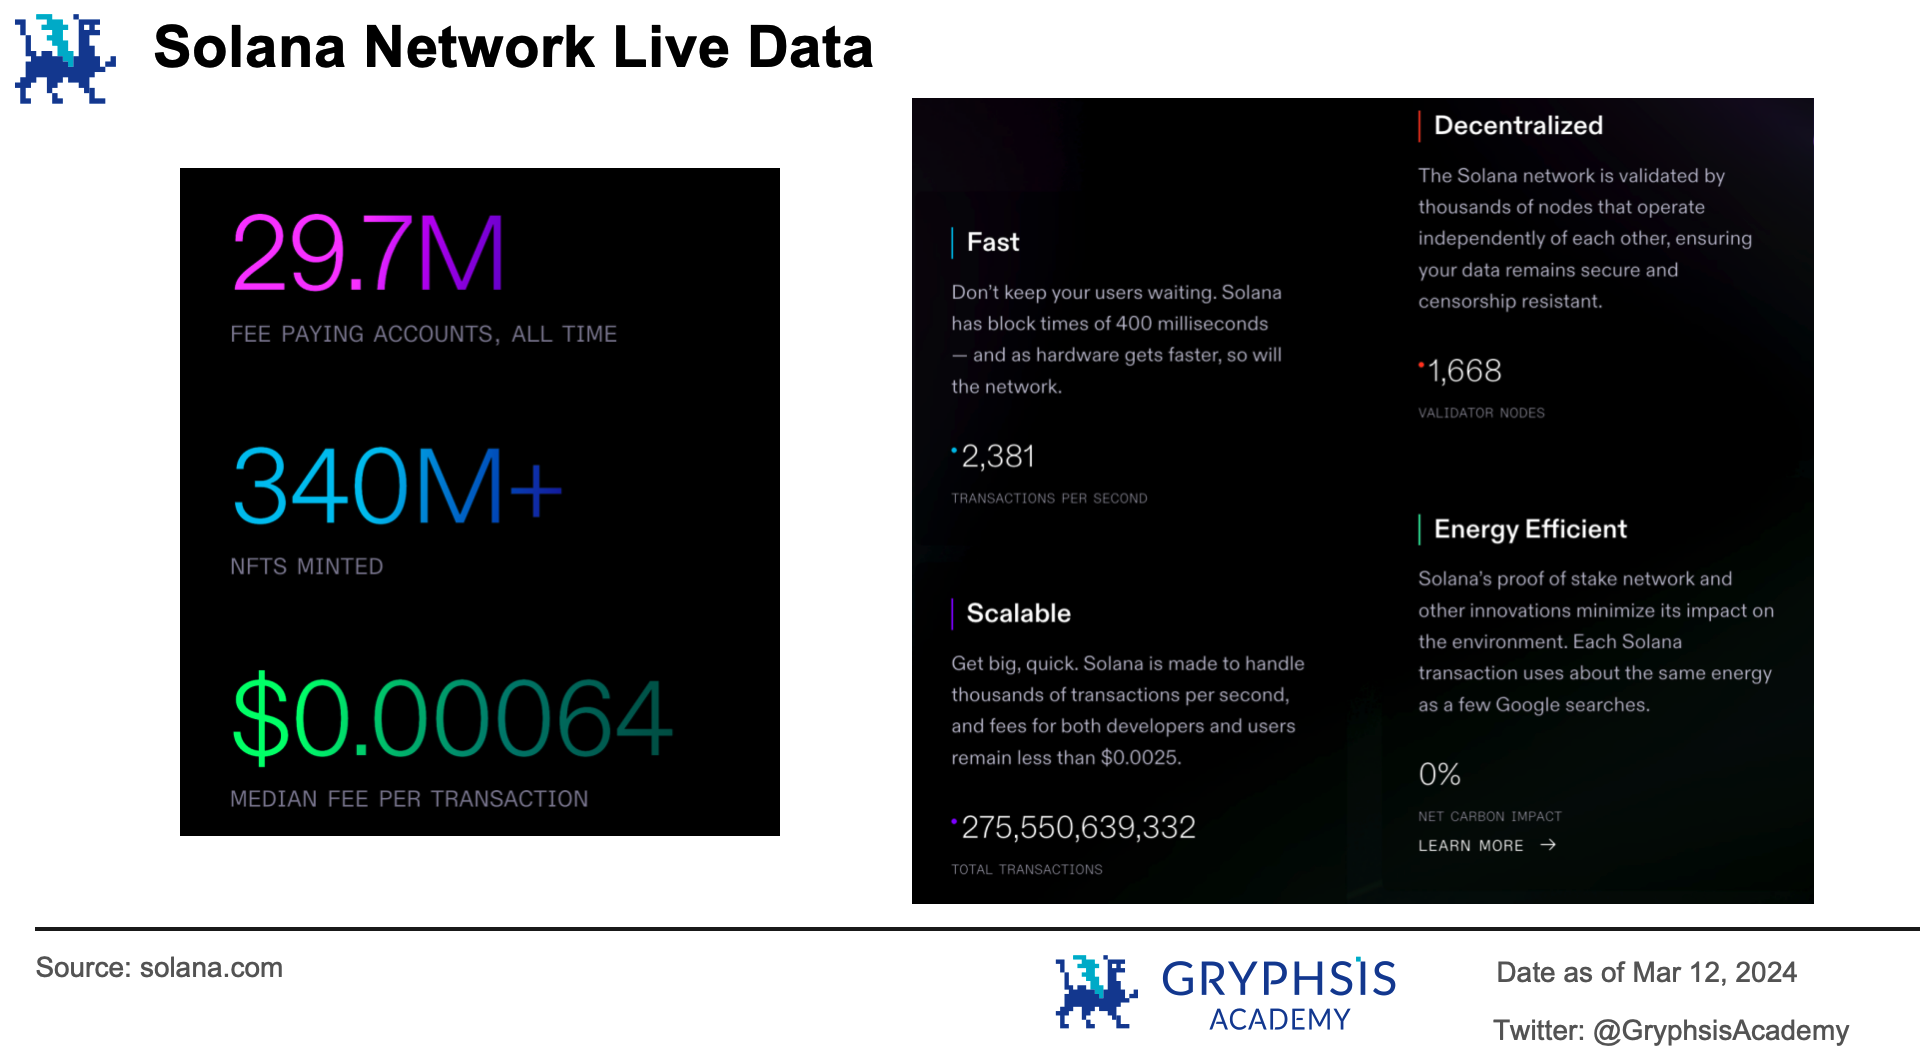 Solana Network Live Data
29.7M
FEE PAYING ACCOUNTS, ALL TIME
340M+
NFTS MINTED
$0.00064
MEDIAN FEE PER TRANSACTION
Fast
Don't keep your users waiting. Solana
has block times of 400 milliseconds
— and as hardware gets faster, so will
the network.
2,381
TRANSACTIONS PER SECOND
Scalable
Get big, quick. Solana is made to handle
thousands of transactions per second,
and fees for both developers and users
remain less than $0.0025.
275,550,639,332
TOTAL TRANSACTIONS
Decentralized
The Solana network is validated by
thousands of nodes that operate
independently of each other, ensuring
your data remains secure and
censorship resistant.
1,668
VALIDATOR NODES
Energy Efficient
Solana's proof of stake network and
other innovations minimize its impact on
the environment. Each Solana
transaction uses about the same energy
as a few Google searches.
0%
NET CARBON IMPACT
LEARN MORE →
Source: solana.com
GRYPHSIS
ACADEMY
Date as of Mar 12, 2024
Twitter: @GryphsisAcademy